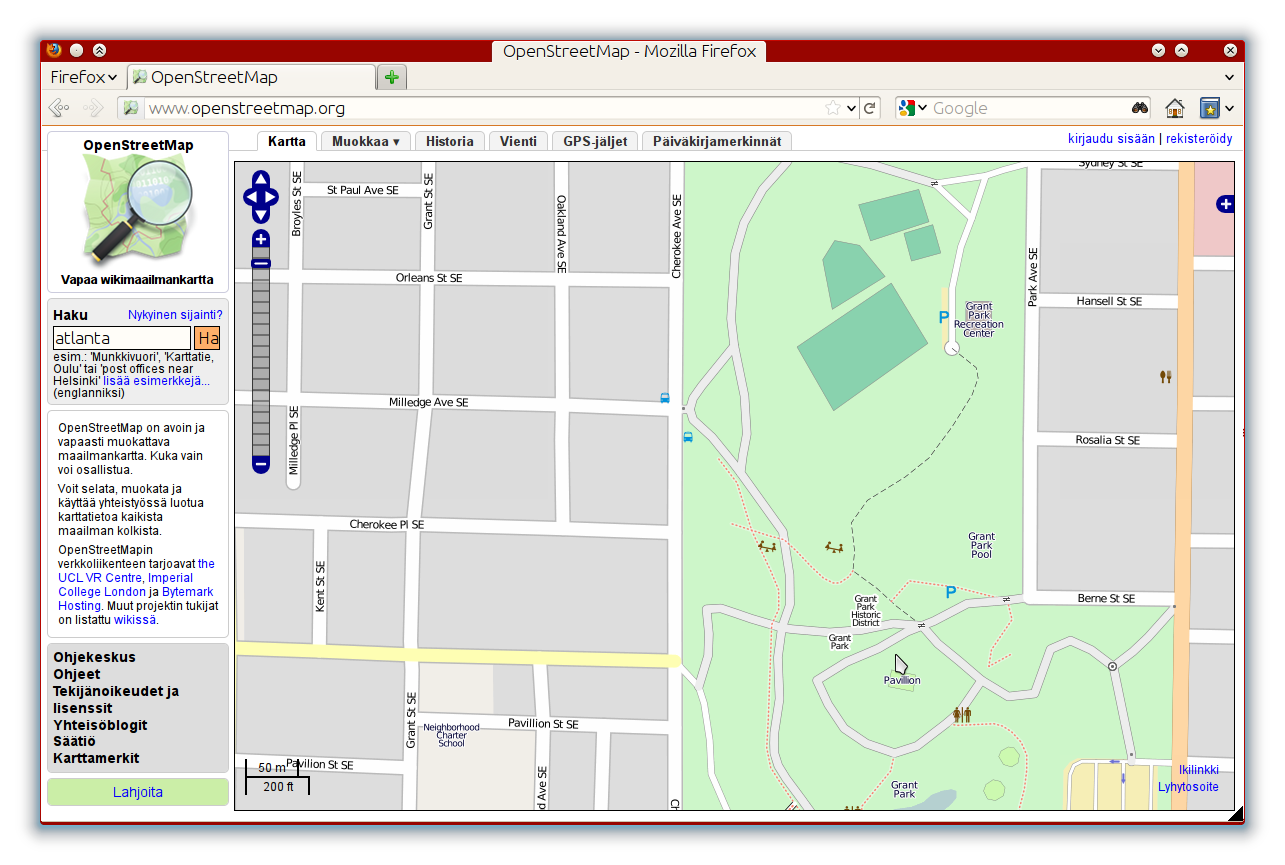 OpenStreetMap - Mozilla Firefox
Firefox
OpenStreetMap
www.openstreetmap.org
Google
OpenStreetMap
Vapaa wikimaailmankartta
Kartta
Muokkaa ▾
Historia
Vienti
GPS-jäljet
Päiväkirjamerkinnät
kirjaudu sisään | rekisteröidy
Haku
Nykyinen sijainti?
atlanta
Ha
esim.: 'Munkkivuori', 'Karttatie,
Oulu' tai 'post offices near
Helsinki' lisää esimerkkejä...
(englanniksi)
OpenStreetMap on avoin ja
vapaasti muokattava
maailmankartta. Kuka vain
voi osallistua.
Voit selata, muokata ja
käyttää yhteistyössä luotua
karttatietoa kaikista
maailman kolkista.
OpenStreetMapin
verkkoliikenteen tarjoavat the
UCL VR Centre, Imperial
College London ja Bytemark
Hosting. Muut projektin tukijat
on listattu wikissä.
Ohjekeskus
Ohjeet
Tekijänoikeudet ja
lisenssit
Yhteisöblogit
Säätiö
Karttamerkit
Lahjoita
Sydney St SE
St Paul Ave SE
Broyles St SE
Grant St SE
Oakland Ave SE
Cherokee Ave SE
Park Ave SE
Orleans St SE
Hansell St SE
P
Grant
Park
Recreation
Center
Milledge Ave SE
Milledge Pl SE
Rosalia St SE
Cherokee Pl SE
Grant
Park
Pool
Kent St SE
P
Berne St SE
Grant
Park
Historic
District
Grant
Park
Pavillion
Grant St SE
Neighborhood
Charter
School
Pavillion St SE
Pavilion St SE
d Ave SE
Ch
Grant
Park
50 m
200 ft
Ikilinkki
Lyhytosoite